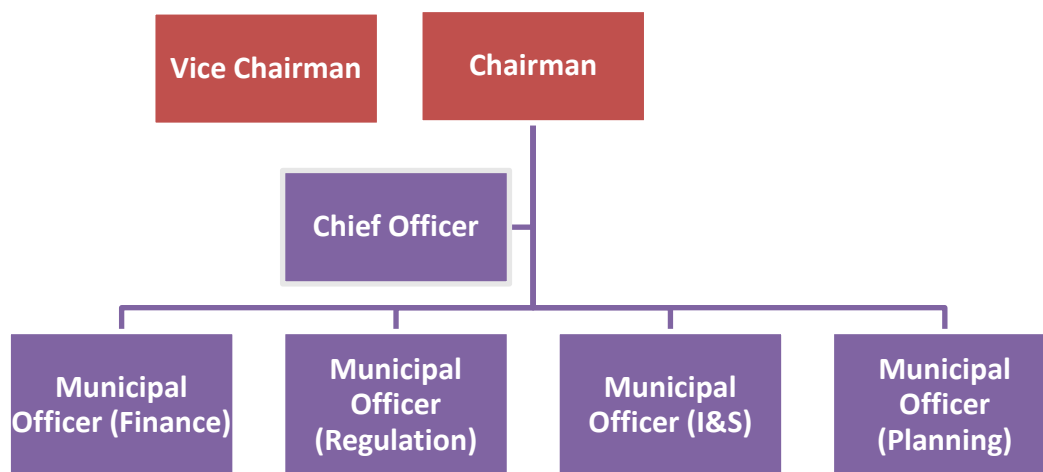 Vice Chairman
Chairman
Chief Officer
Municipal
Officer (Finance)
Municipal
Officer
(Regulation)
Municipal
Officer (I&S)
Municipal
Officer
(Planning)